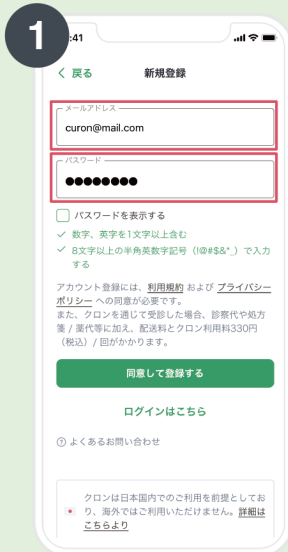 1
:41
戻る
新規登録
メールアドレス
curon@mail.com
パスワード
●●●●●●●●
パスワードを表示する
数字、英字を1文字以上含む
8文字以上の半角英数字記号（!@#$&*_）で入力
する
アカウント登録には、利用規約 および プライバシー
ポリシー への同意が必要です。
また、クロンを通じて受診した場合、診察代や処方
箋 / 薬代等に加え、配送料とクロン利用料330円
（税込）/ 回がかかります。
同意して登録する
ログインはこちら
よくあるお問い合わせ
クロンは日本国内でのご利用を前提としてお
り、海外ではご利用いただけません。詳細は
こちらより